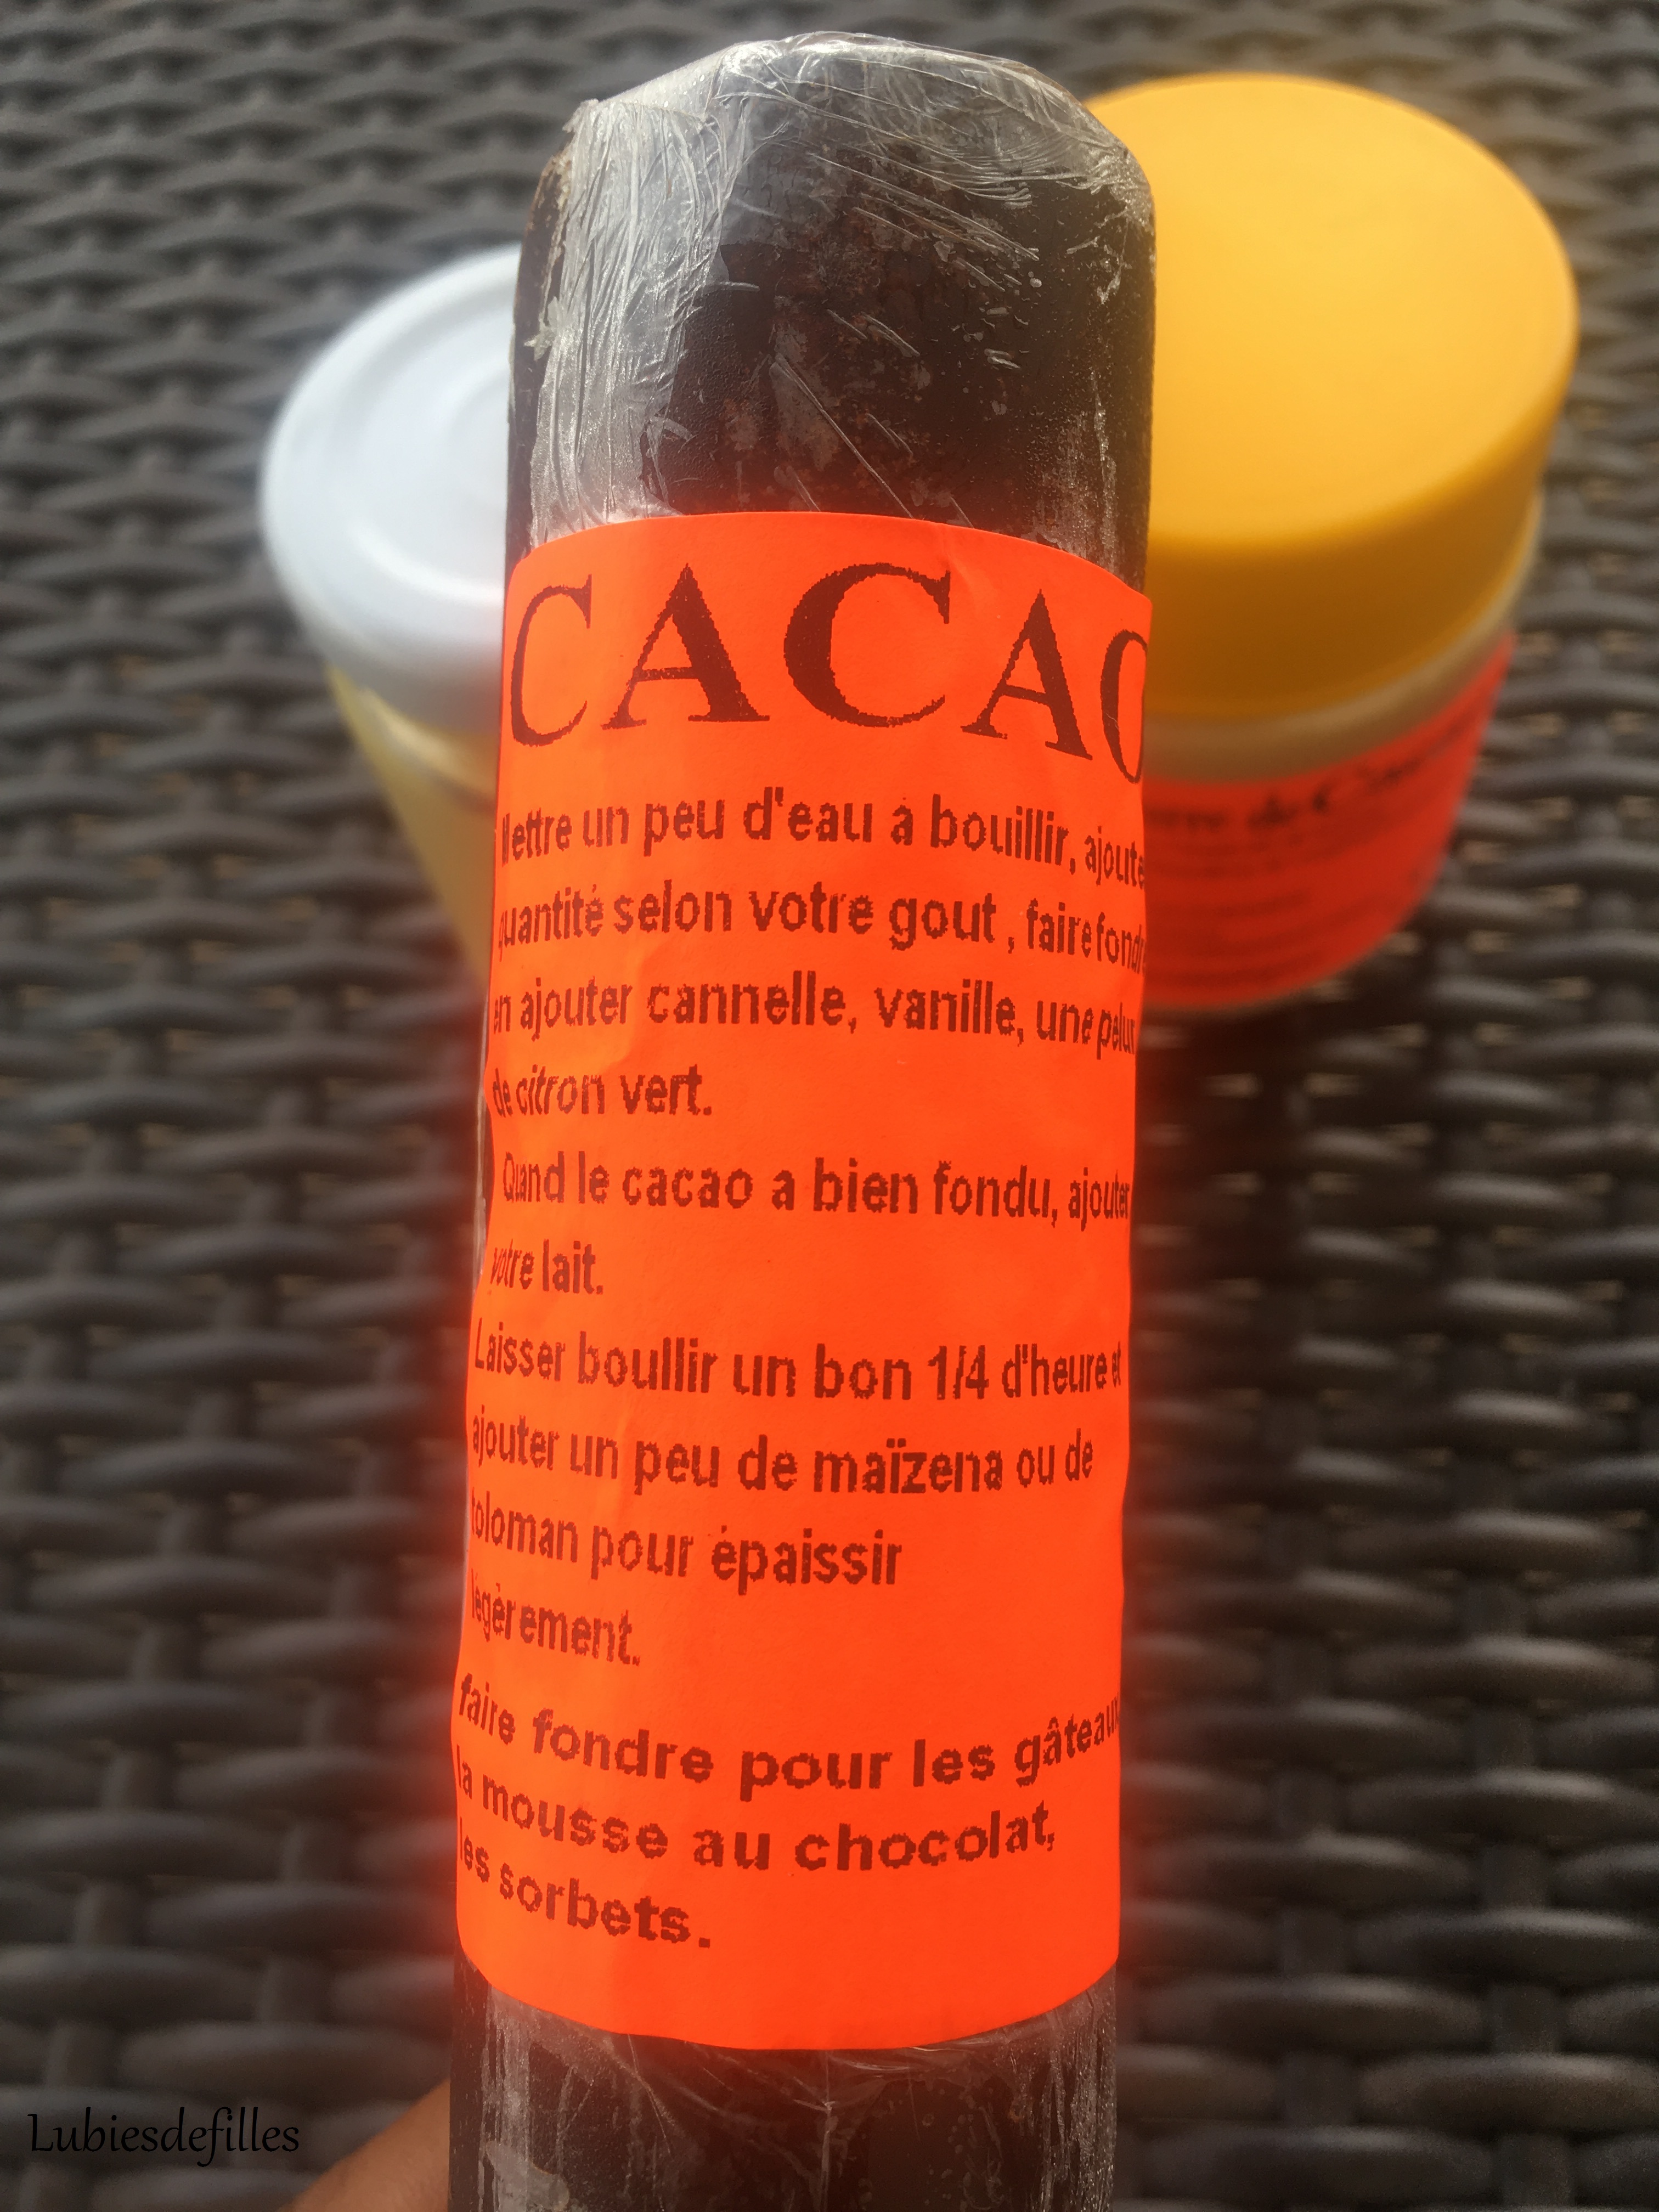 CACAO
Mettre un peu d'eau a bouillir, ajoute
quantité selon votre gout , faire fondre
en ajouter cannelle, vanille, une pelur
de citron vert.
Quand le cacao a bien fondu, ajouter
votre lait.
Laisser boullir un bon 1/4 d'heure et
ajouter un peu de maïzena ou de
toloman pour épaissir
légèrement.
faire fondre pour les gâteaux
la mousse au chocolat,
les sorbets.
de
Lubiesdefilles